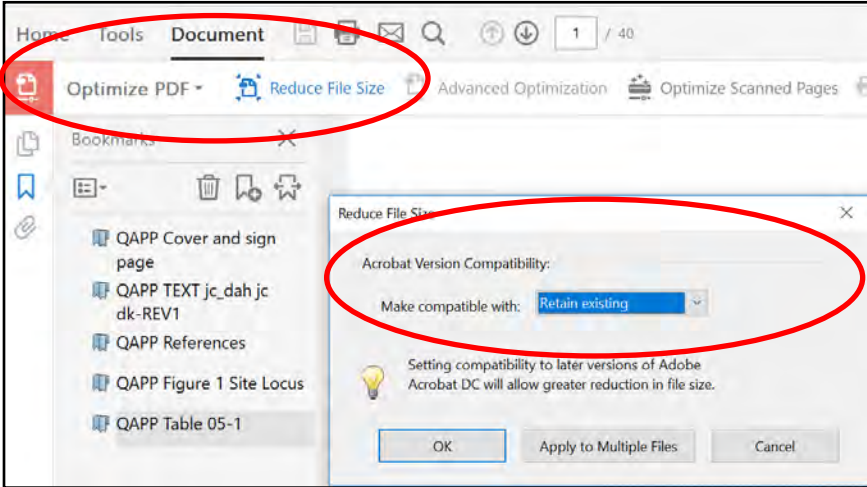 Home Tools Document
1 / 40
Optimize PDF Reduce File Size Advanced Optimization Optimize Scanned Pages
Bookmarks
QAPP Cover and sign
page
QAPP TEXT jc_dah jc
dk-REV1
QAPP References
QAPP Figure 1 Site Locus
QAPP Table 05-1
Reduce File Size
Acrobat Version Compatibility:
Make compatible with: Retain existing
Setting compatibility to later versions of Adobe
Acrobat DC will allow greater reduction in file size.
OK Apply to Multiple Files Cancel